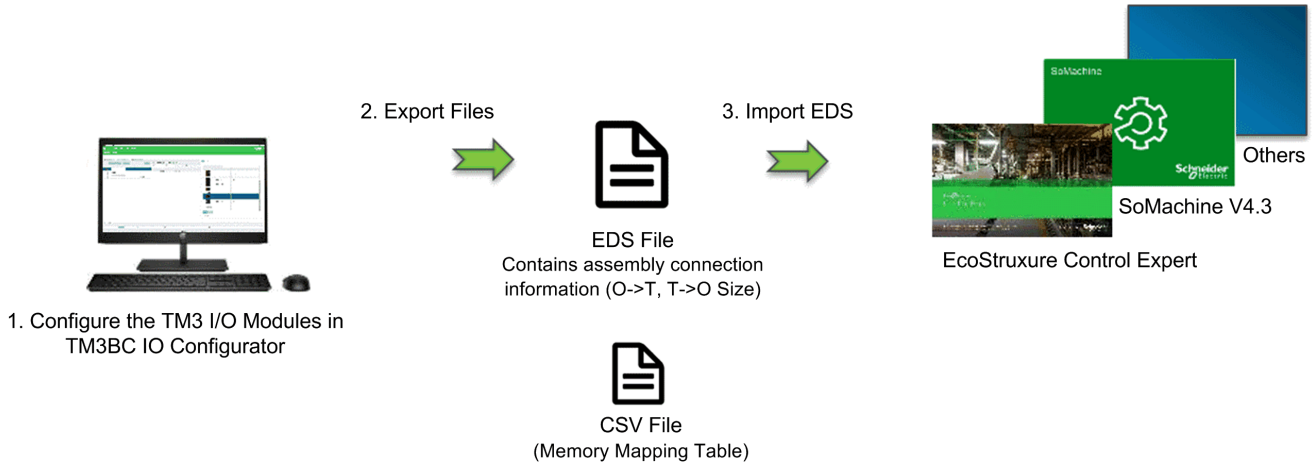 2. Export Files
3. Import EDS
SoMachine
Schneider
Electric
Others
SoMachine V4.3
EcoStruxure Control Expert
EDS File
Contains assembly connection
information (O->T, T->O Size)
1. Configure the TM3 I/O Modules in
TM3BC IO Configurator
CSV File
(Memory Mapping Table)